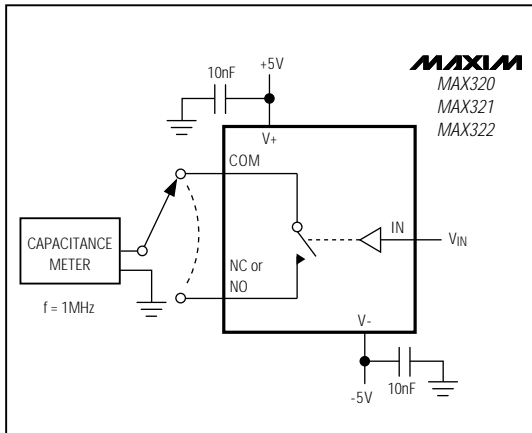 MAXIM
MAX320
MAX321
MAX322
+5V
10nF
V+
COM
IN
VIN
CAPACITANCE
METER
NC or
NO
f = 1MHz
V-
10nF
-5V